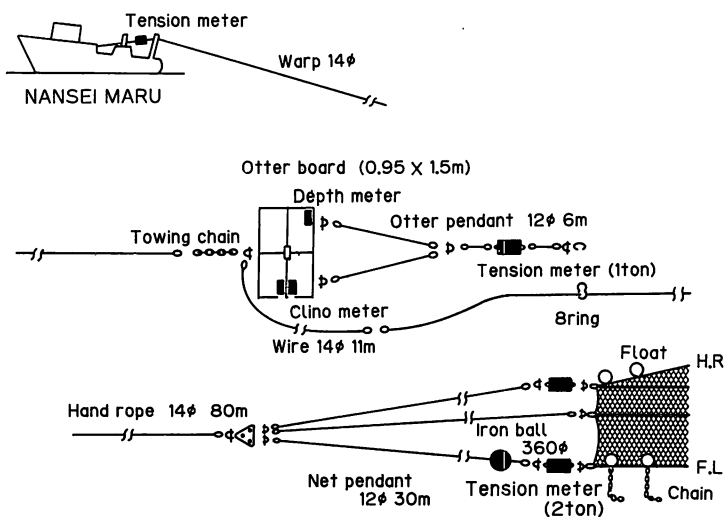 Tension meter
Warp 14φ
NANSEI MARU
Otter board (0.95 X 1.5m)
Depth meter
Otter pendant 12φ 6m
Towing chain
Tension meter (1ton)
Clino meter
8ring
Wire 14φ 11m
Float
H.R
Hand rope 14φ 80m
Iron ball
360φ
F.L
Net pendant
12φ 30m
Tension meter
(2ton)
Chain